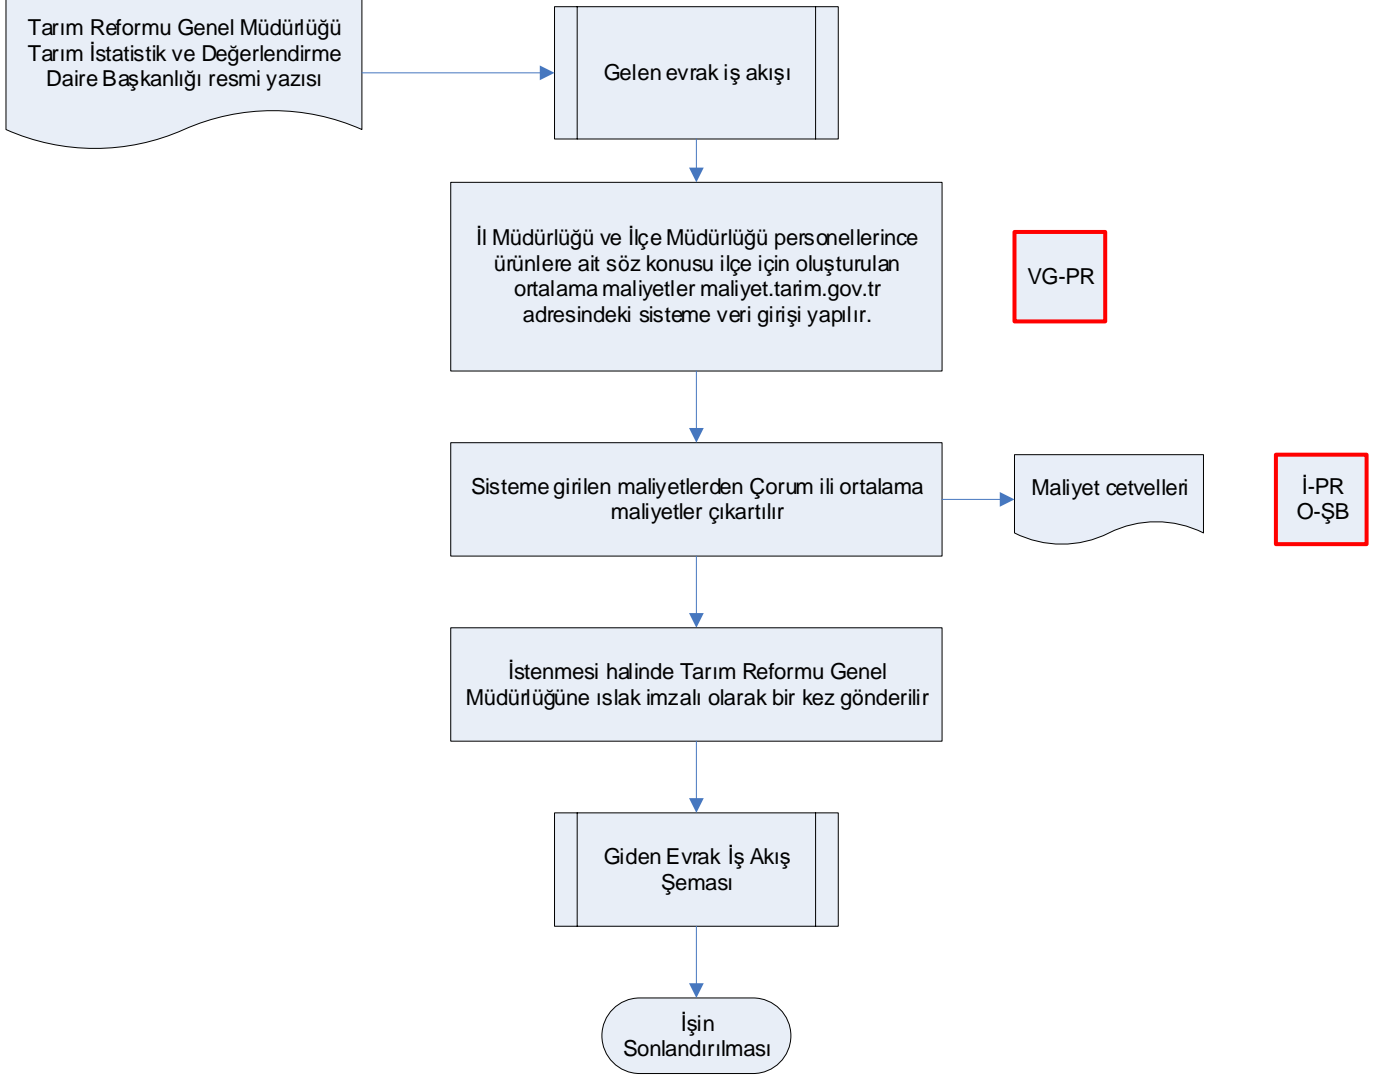 Tarım Reformu Genel Müdürlüğü
Tarım İstatistik ve Değerlendirme
Daire Başkanlığı resmi yazısı
Gelen evrak iş akışı
İl Müdürlüğü ve İlçe Müdürlüğü personellerince
ürünlere ait söz konusu ilçe için oluşturulan
ortalama maliyetler maliyet.tarim.gov.tr
adresindeki sisteme veri girişi yapılır.
VG-PR
Sisteme girilen maliyetlerden Çorum ili ortalama
maliyetler çıkartılır
Maliyet cetvelleri
İ-PR
O-ŞB
İstenmesi halinde Tarım Reformu Genel
Müdürlüğüne ıslak imzalı olarak bir kez gönderilir
Giden Evrak İş Akış
Şeması
İşin
Sonlandırılması